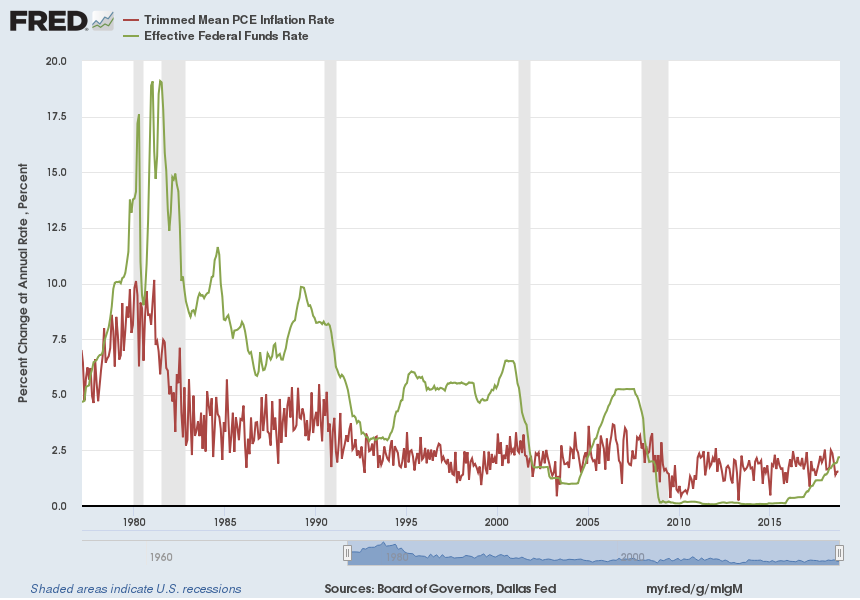 FRED
Trimmed Mean PCE Inflation Rate
Effective Federal Funds Rate
Percent Change at Annual Rate , Percent
20.0
17.5
15.0
12.5
10.0
7.5
5.0
2.5
0.0
1980 1985 1990 1995 2000 2005 2010 2015
1960 1980 2000
Shaded areas indicate U.S. recessions Sources: Board of Governors, Dallas Fed myf.red/g/mIgM